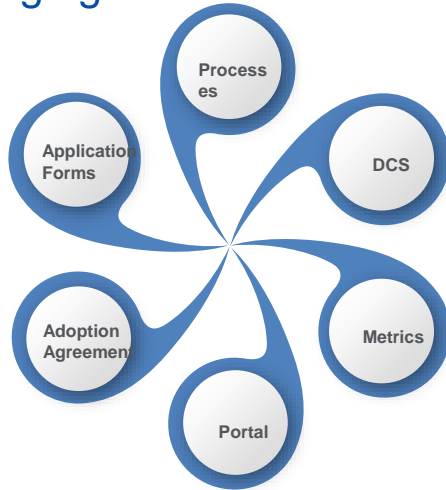 Process
es
Application
Forms
DCS
Adoption
Agreement
Metrics
Portal